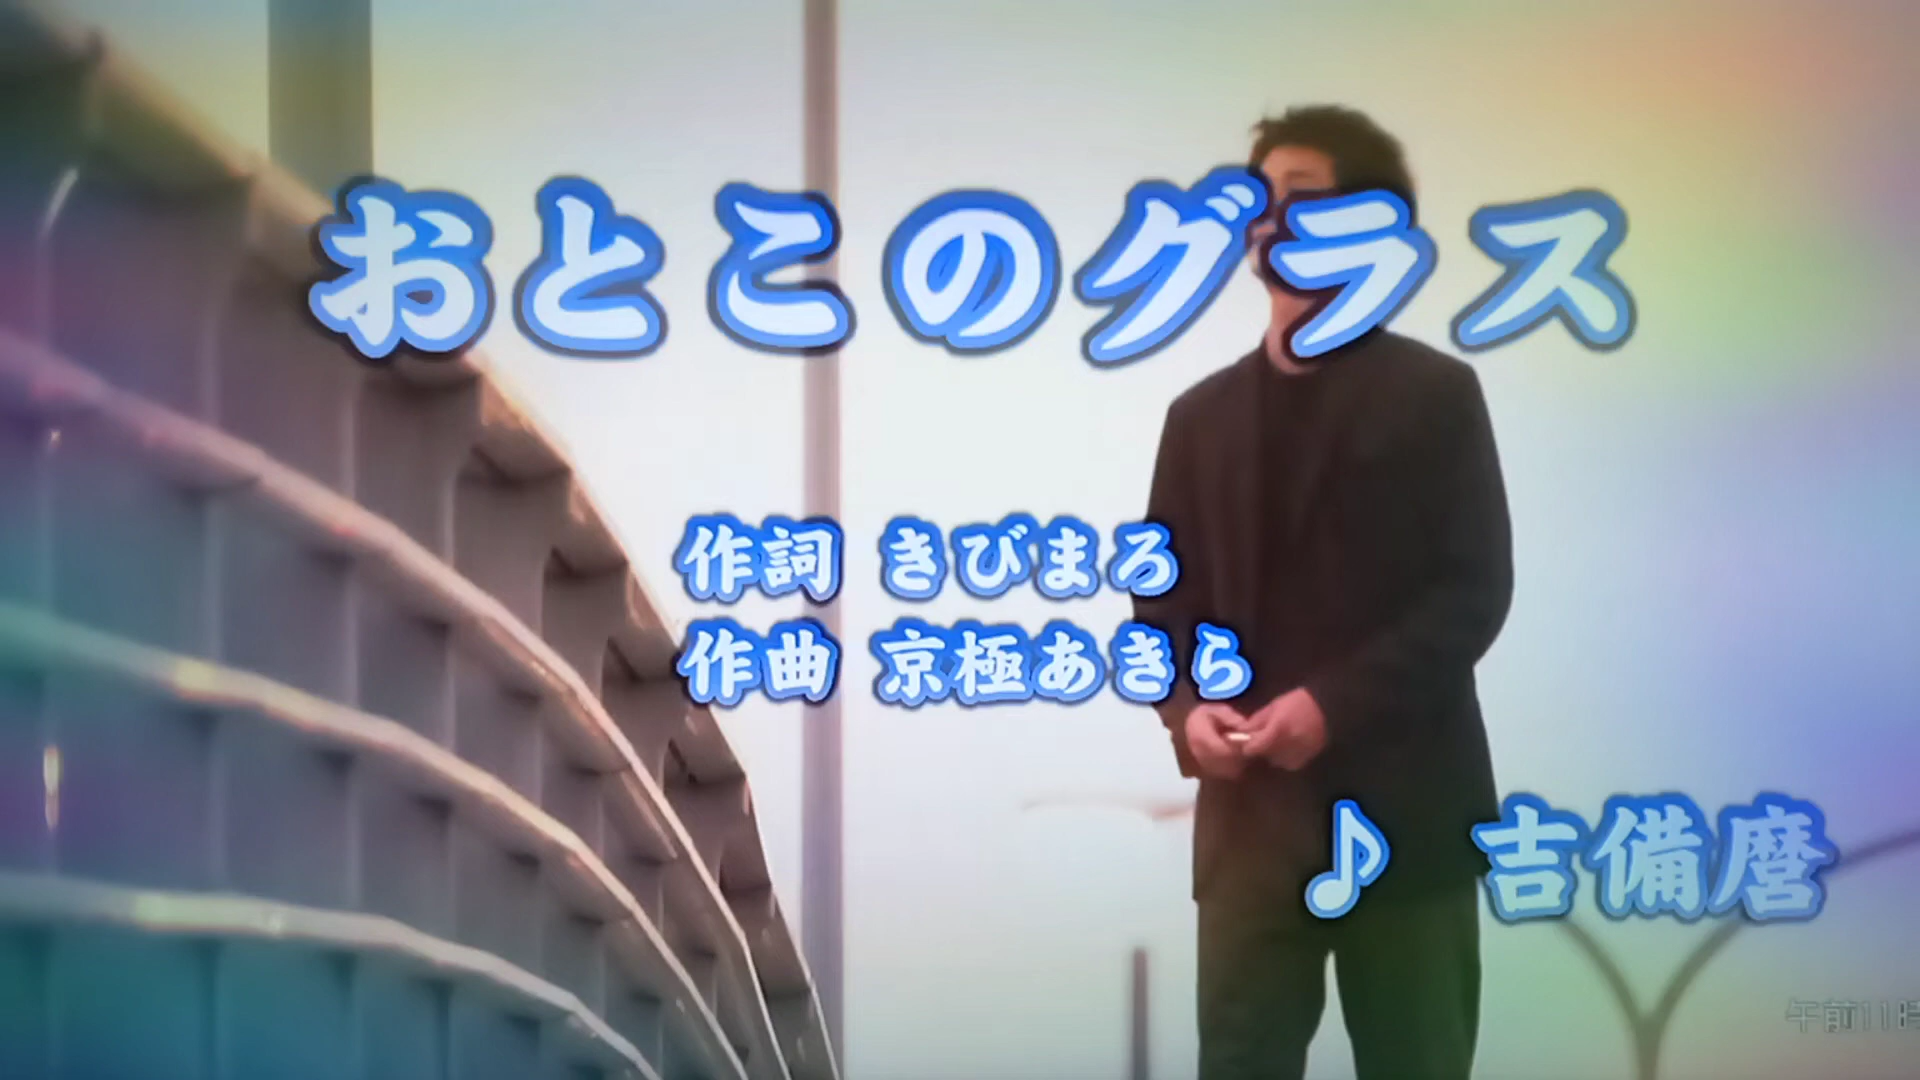 おとこのグラス
作詞 きびまろ
作曲 京極あきら
♪ 吉備麿
午前11時